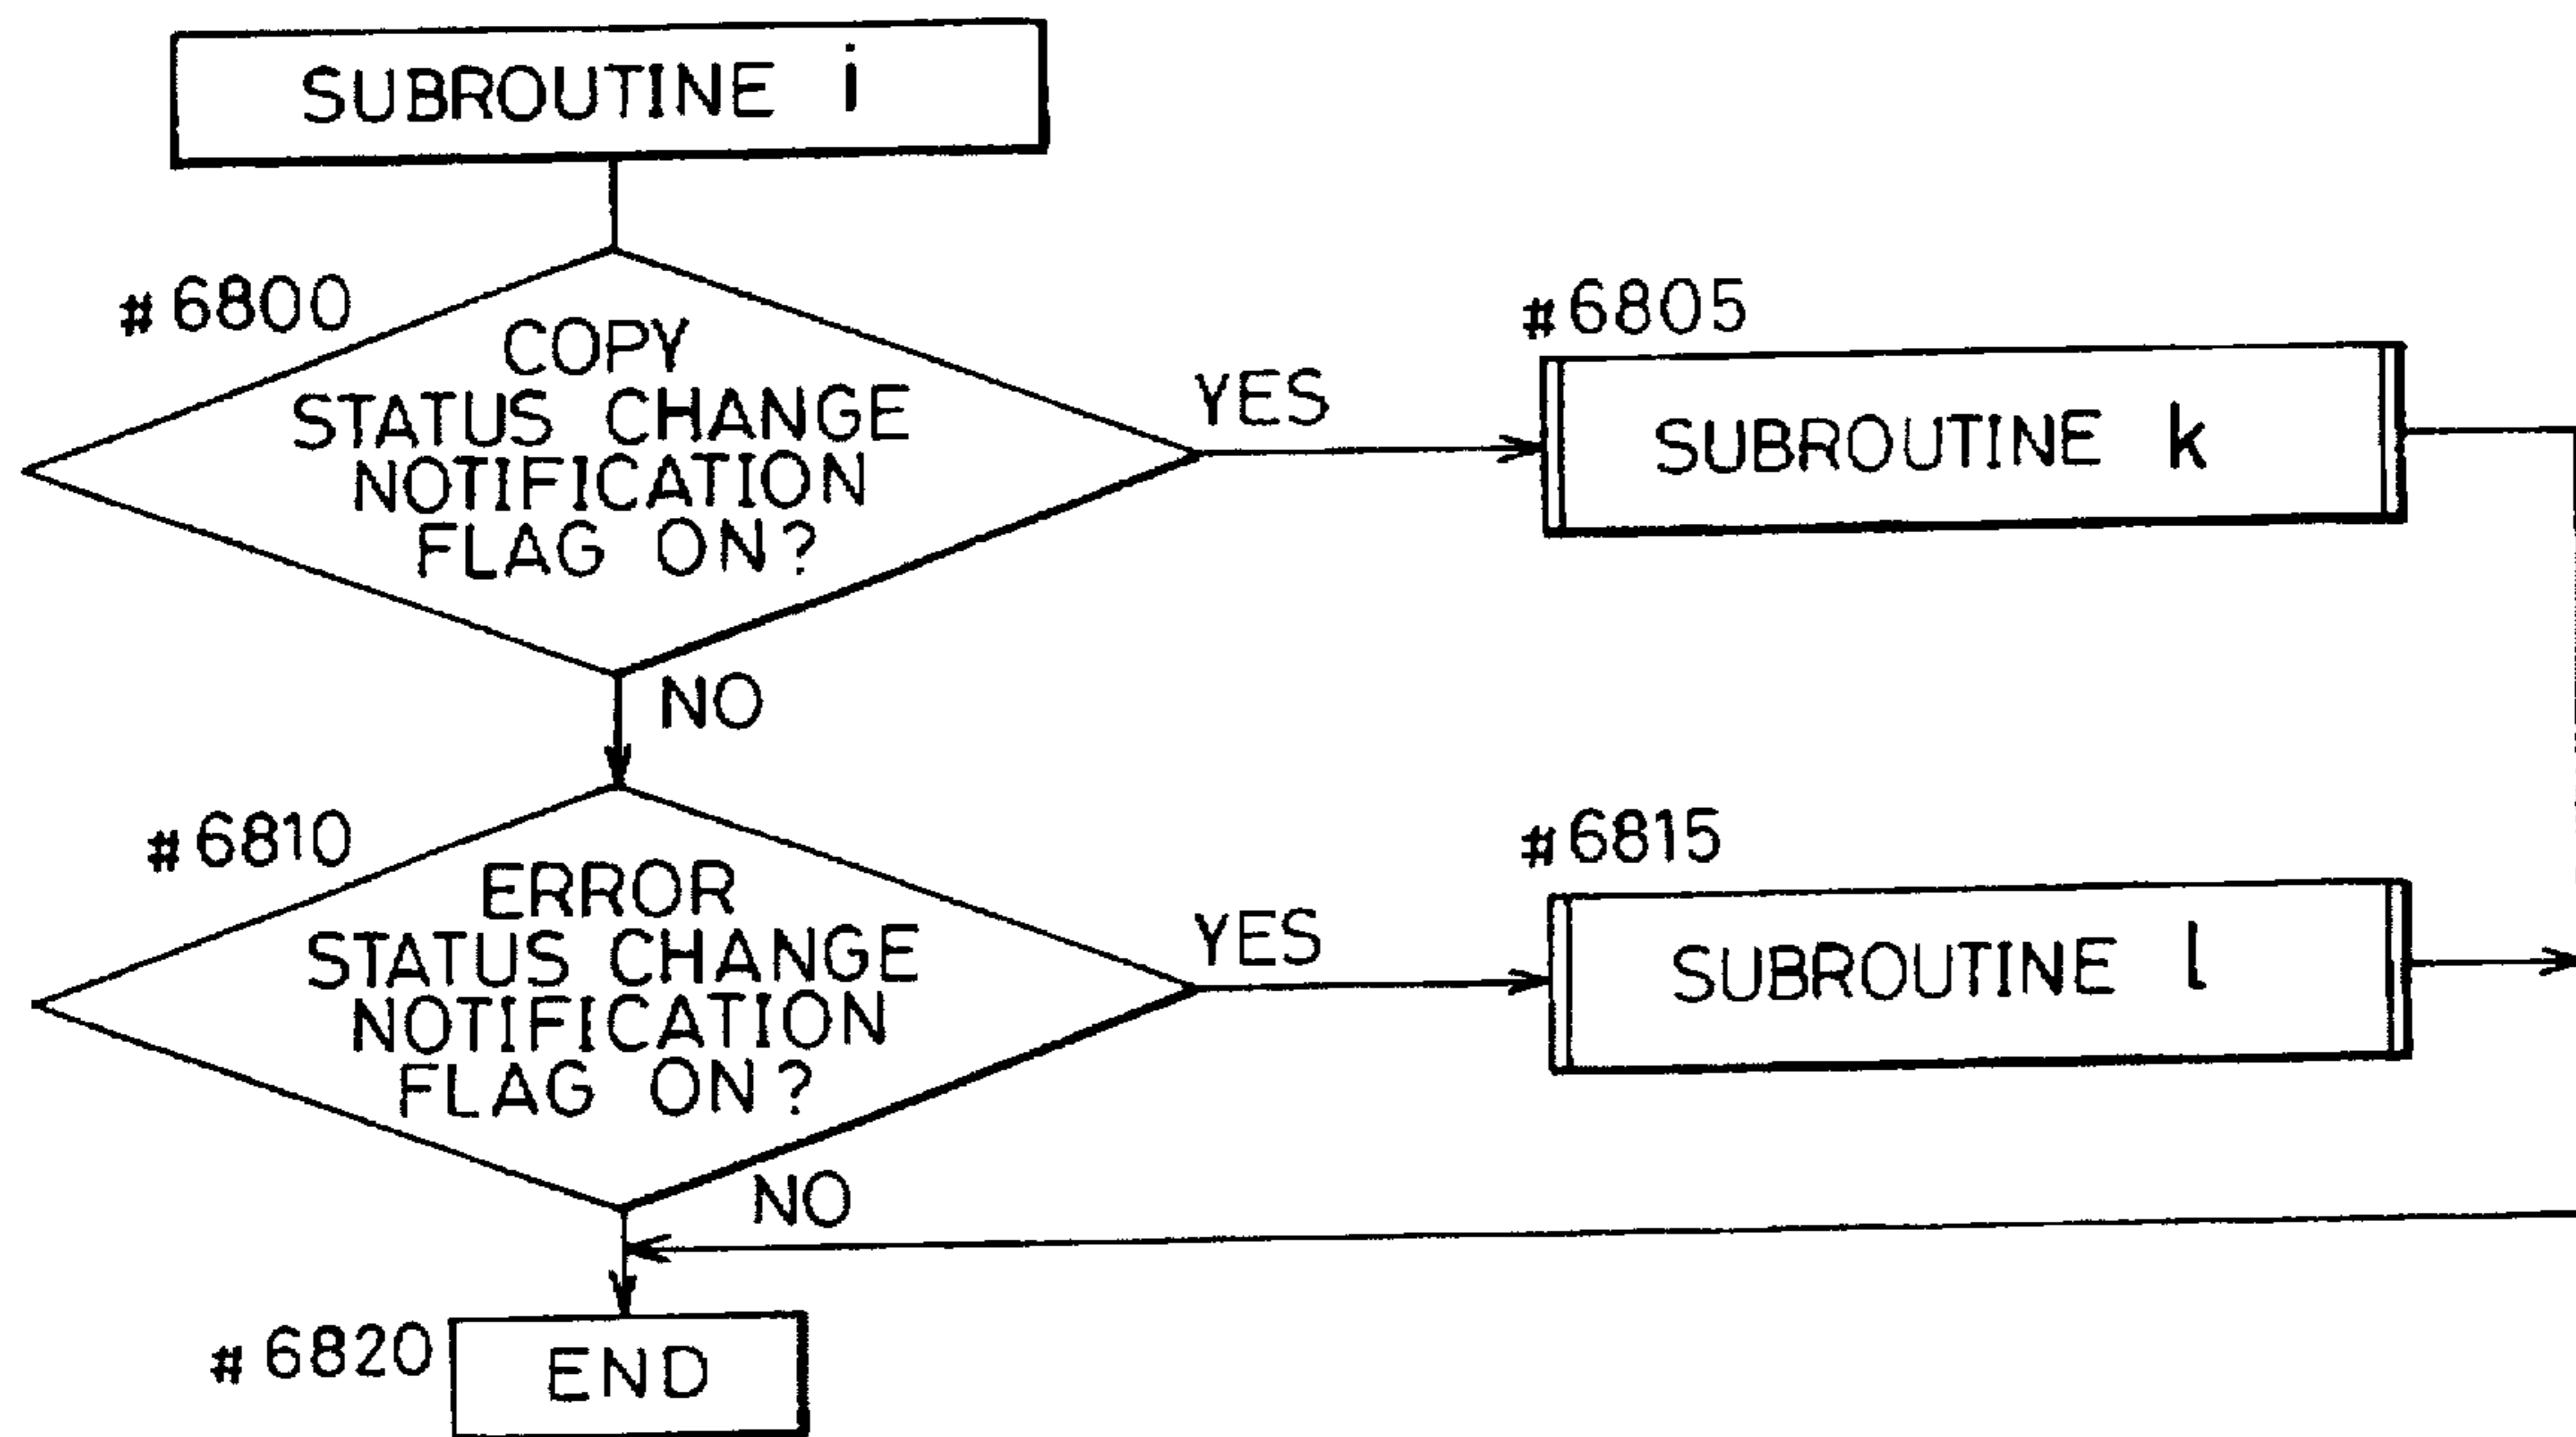 SUBROUTINE i
#6800
COPY
STATUS CHANGE
NOTIFICATION
FLAG ON?
YES
#6805
SUBROUTINE k
NO
#6810
ERROR
STATUS CHANGE
NOTIFICATION
FLAG ON?
YES
#6815
SUBROUTINE l
NO
#6820
END